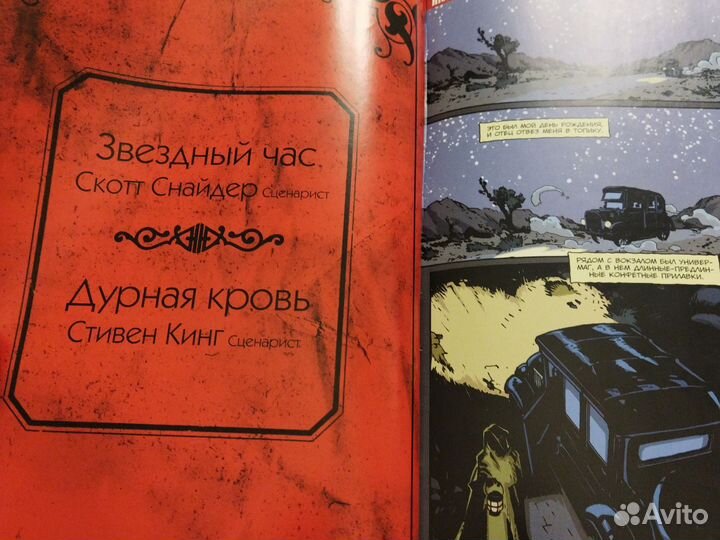 Звездный час
Скотт Снайдер Сценарист
Дурная кровь
Стивен Кинг Сценарист
ЭТО БЫЛ МОЙ ДЕНЬ РОЖДЕНИЯ,
И ОТЕЦ ОТВЕЗ МЕНЯ В ТОПИКУ.
РЯДОМ С ВОКЗАЛОМ БЫЛ УНИВЕР-
МАГ, А В НЕМ ДЛИННЫЕ-ПРЕДЛИН-
НЫЕ КОНФЕТНЫЕ ПРИЛАВКИ.
Avito